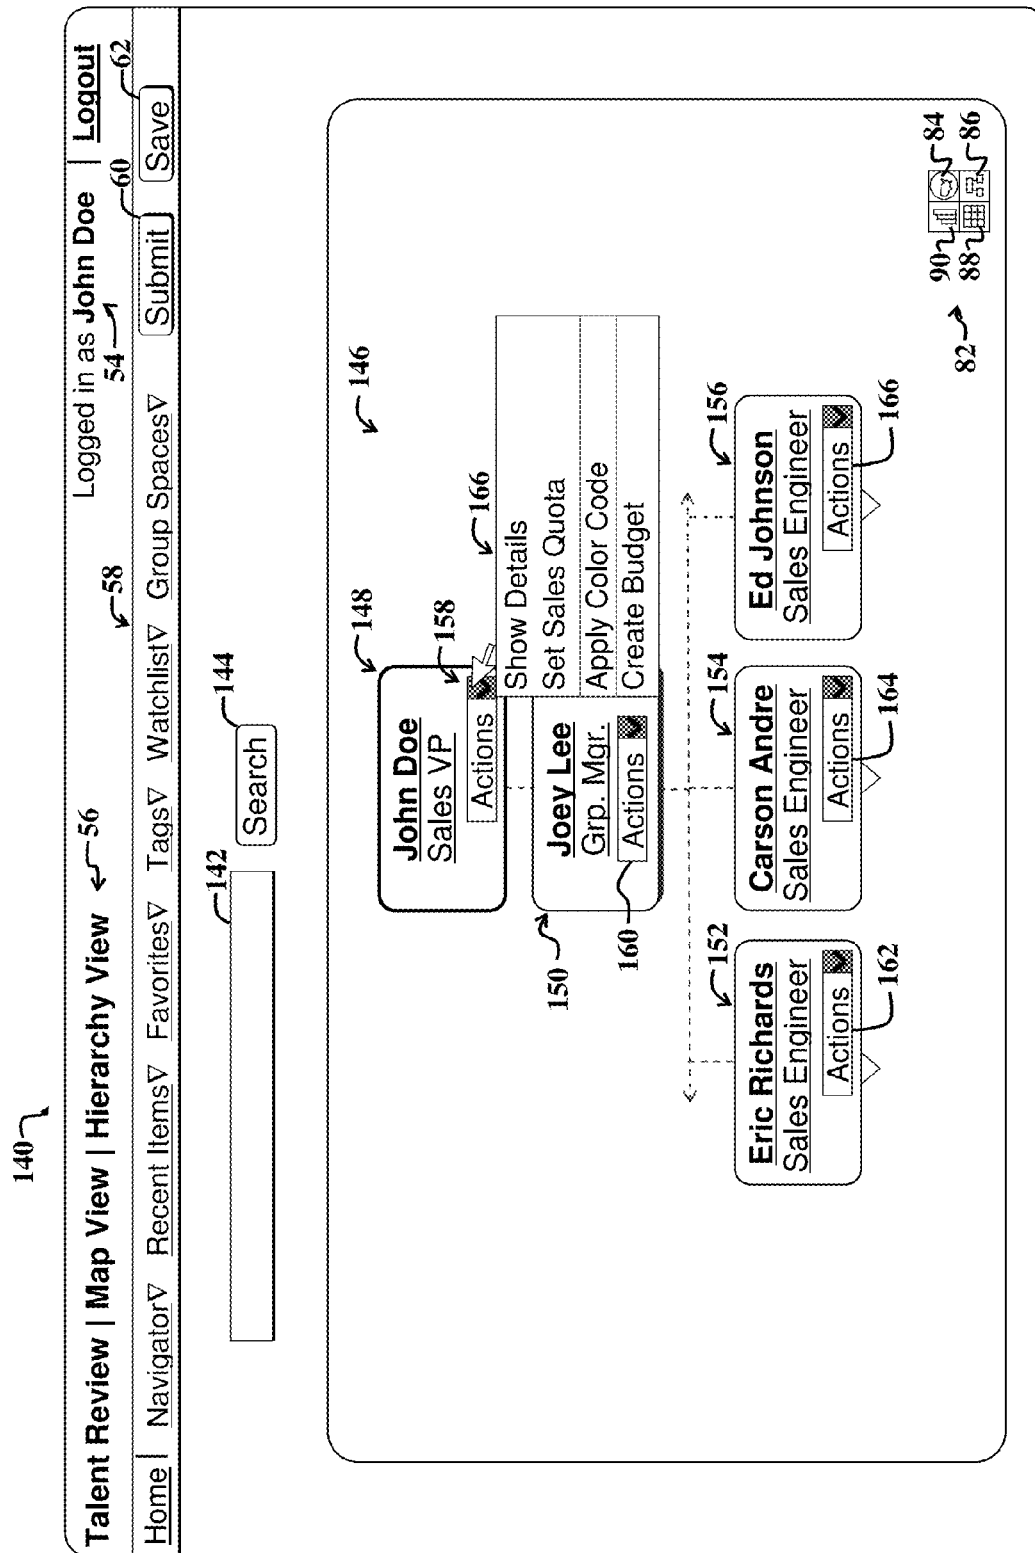 140
Talent Review | Map View | Hierarchy View
56
Logged in as John Doe | Logout
54
58
60
62
Home | Navigator▽ Recent Items▽ Favorites▽ Tags▽ Watchlist▽ Group Spaces▽ Submit Save
142
144
Search
146
148
John Doe
Sales VP
158
Actions
166
Show Details
Set Sales Quota
Apply Color Code
Create Budget
150
Joey Lee
Grp. Mgr.
Actions
160
152
Eric Richards
Sales Engineer
Actions
162
154
Carson Andre
Sales Engineer
Actions
164
156
Ed Johnson
Sales Engineer
Actions
166
82
90
84
88
86